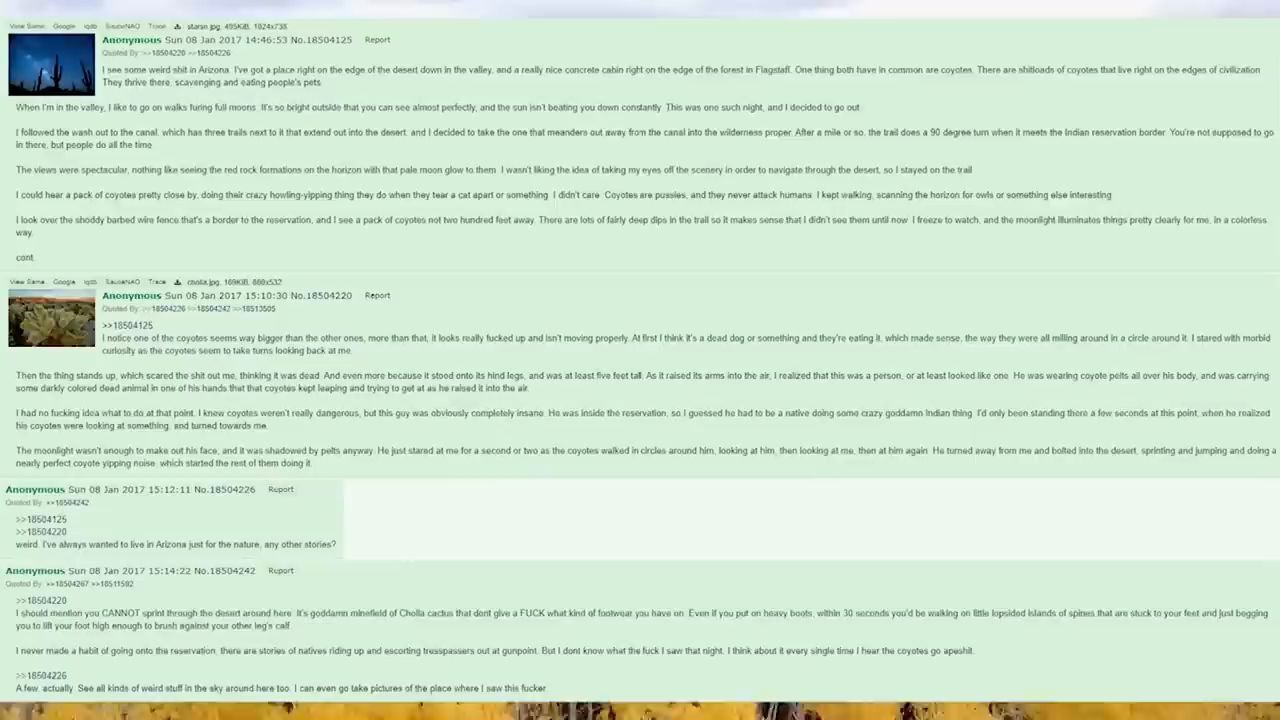 View Same Google iqdb SauceNAO Trace starsn.jpg, 495KiB, 1024x738
Anonymous Sun 08 Jan 2017 14:46:53 No.18504125 Report
Quoted By: >>18504220 >>18504226
I see some weird shit in Arizona. I've got a place right on the edge of the desert down in the valley, and a really nice concrete cabin right on the edge of the forest in Flagstaff. One thing both have in common are coyotes. There are shitloads of coyotes that live right on the edges of civilization
They thrive there, scavenging and eating people's pets.
When I'm in the valley, I like to go on walks furing full moons. It's so bright outside that you can see almost perfectly, and the sun isn't beating you down constantly. This was one such night, and I decided to go out.
I followed the wash out to the canal, which has three trails next to it that extend out into the desert, and I decided to take the one that meanders out away from the canal into the wilderness proper. After a mile or so, the trail does a 90 degree turn when it meets the Indian reservation border. You're not supposed to go
in there, but people do all the time
The views were spectacular, nothing like seeing the red rock formations on the horizon with that pale moon glow to them. I wasn't liking the idea of taking my eyes off the scenery in order to navigate through the desert, so I stayed on the trail
I could hear a pack of coyotes pretty close by, doing their crazy howling-yipping thing they do when they tear a cat apart or something. I didn't care. Coyotes are pussies, and they never attack humans. I kept walking, scanning the horizon for owls or something else interesting
I look over the shoddy barbed wire fence that's a border to the reservation, and I see a pack of coyotes not two hundred feet away. There are lots of fairly deep dips in the trail so it makes sense that I didn't see them until now. I freeze to watch, and the moonlight illuminates things pretty clearly for me, in a colorless
way.
cont.
View Same Google iqdb SauceNAO Trace cholla.jpg, 169KiB, 800x532
Anonymous Sun 08 Jan 2017 15:10:30 No.18504220 Report
Quoted By: >>18504226 >>18504242 >>18513505
>>18504125
I notice one of the coyotes seems way bigger than the other ones, more than that, it looks really fucked up and isn't moving properly. At first I think it's a dead dog or something and they're eating it, which made sense, the way they were all milling around in a circle around it. I stared with morbid
curiosity as the coyotes seem to take turns looking back at me.
Then the thing stands up, which scared the shit out me, thinking it was dead. And even more because it stood onto its hind legs, and was at least five feet tall. As it raised its arms into the air, I realized that this was a person, or at least looked like one. He was wearing coyote pelts all over his body, and was carrying
some darkly colored dead animal in one of his hands that that coyotes kept leaping and trying to get at as he raised it into the air.
I had no fucking idea what to do at that point. I knew coyotes weren't really dangerous, but this guy was obviously completely insane. He was inside the reservation, so I guessed he had to be a native doing some crazy goddamn Indian thing. I'd only been standing there a few seconds at this point, when he realized
his coyotes were looking at something, and turned towards me.
The moonlight wasn't enough to make out his face, and it was shadowed by pelts anyway. He just stared at me for a second or two as the coyotes walked in circles around him, looking at him, then looking at me, then at him again. He turned away from me and bolted into the desert, sprinting and jumping and doing a
nearly perfect coyote yipping noise, which started the rest of them doing it.
Anonymous Sun 08 Jan 2017 15:12:11 No.18504226 Report
Quoted By: >>18504242
>>18504125
>>18504220
weird. I've always wanted to live in Arizona just for the nature, any other stories?
Anonymous Sun 08 Jan 2017 15:14:22 No.18504242 Report
Quoted By: >>18504267 >>18511592
>>18504220
I should mention you CANNOT sprint through the desert around here. It's goddamn minefield of Cholla cactus that dont give a FUCK what kind of footwear you have on. Even if you put on heavy boots, within 30 seconds you'd be walking on little lopsided islands of spines that are stuck to your feet and just begging
you to lift your foot high enough to brush against your other leg's calf.
I never made a habit of going onto the reservation, there are stories of natives riding up and escorting tresspassers out at gunpoint. But I dont know what the fuck I saw that night. I think about it every single time I hear the coyotes go apeshit.
>>18504226
A few, actually. See all kinds of weird stuff in the sky around here too. I can even go take pictures of the place where I saw this fucker.